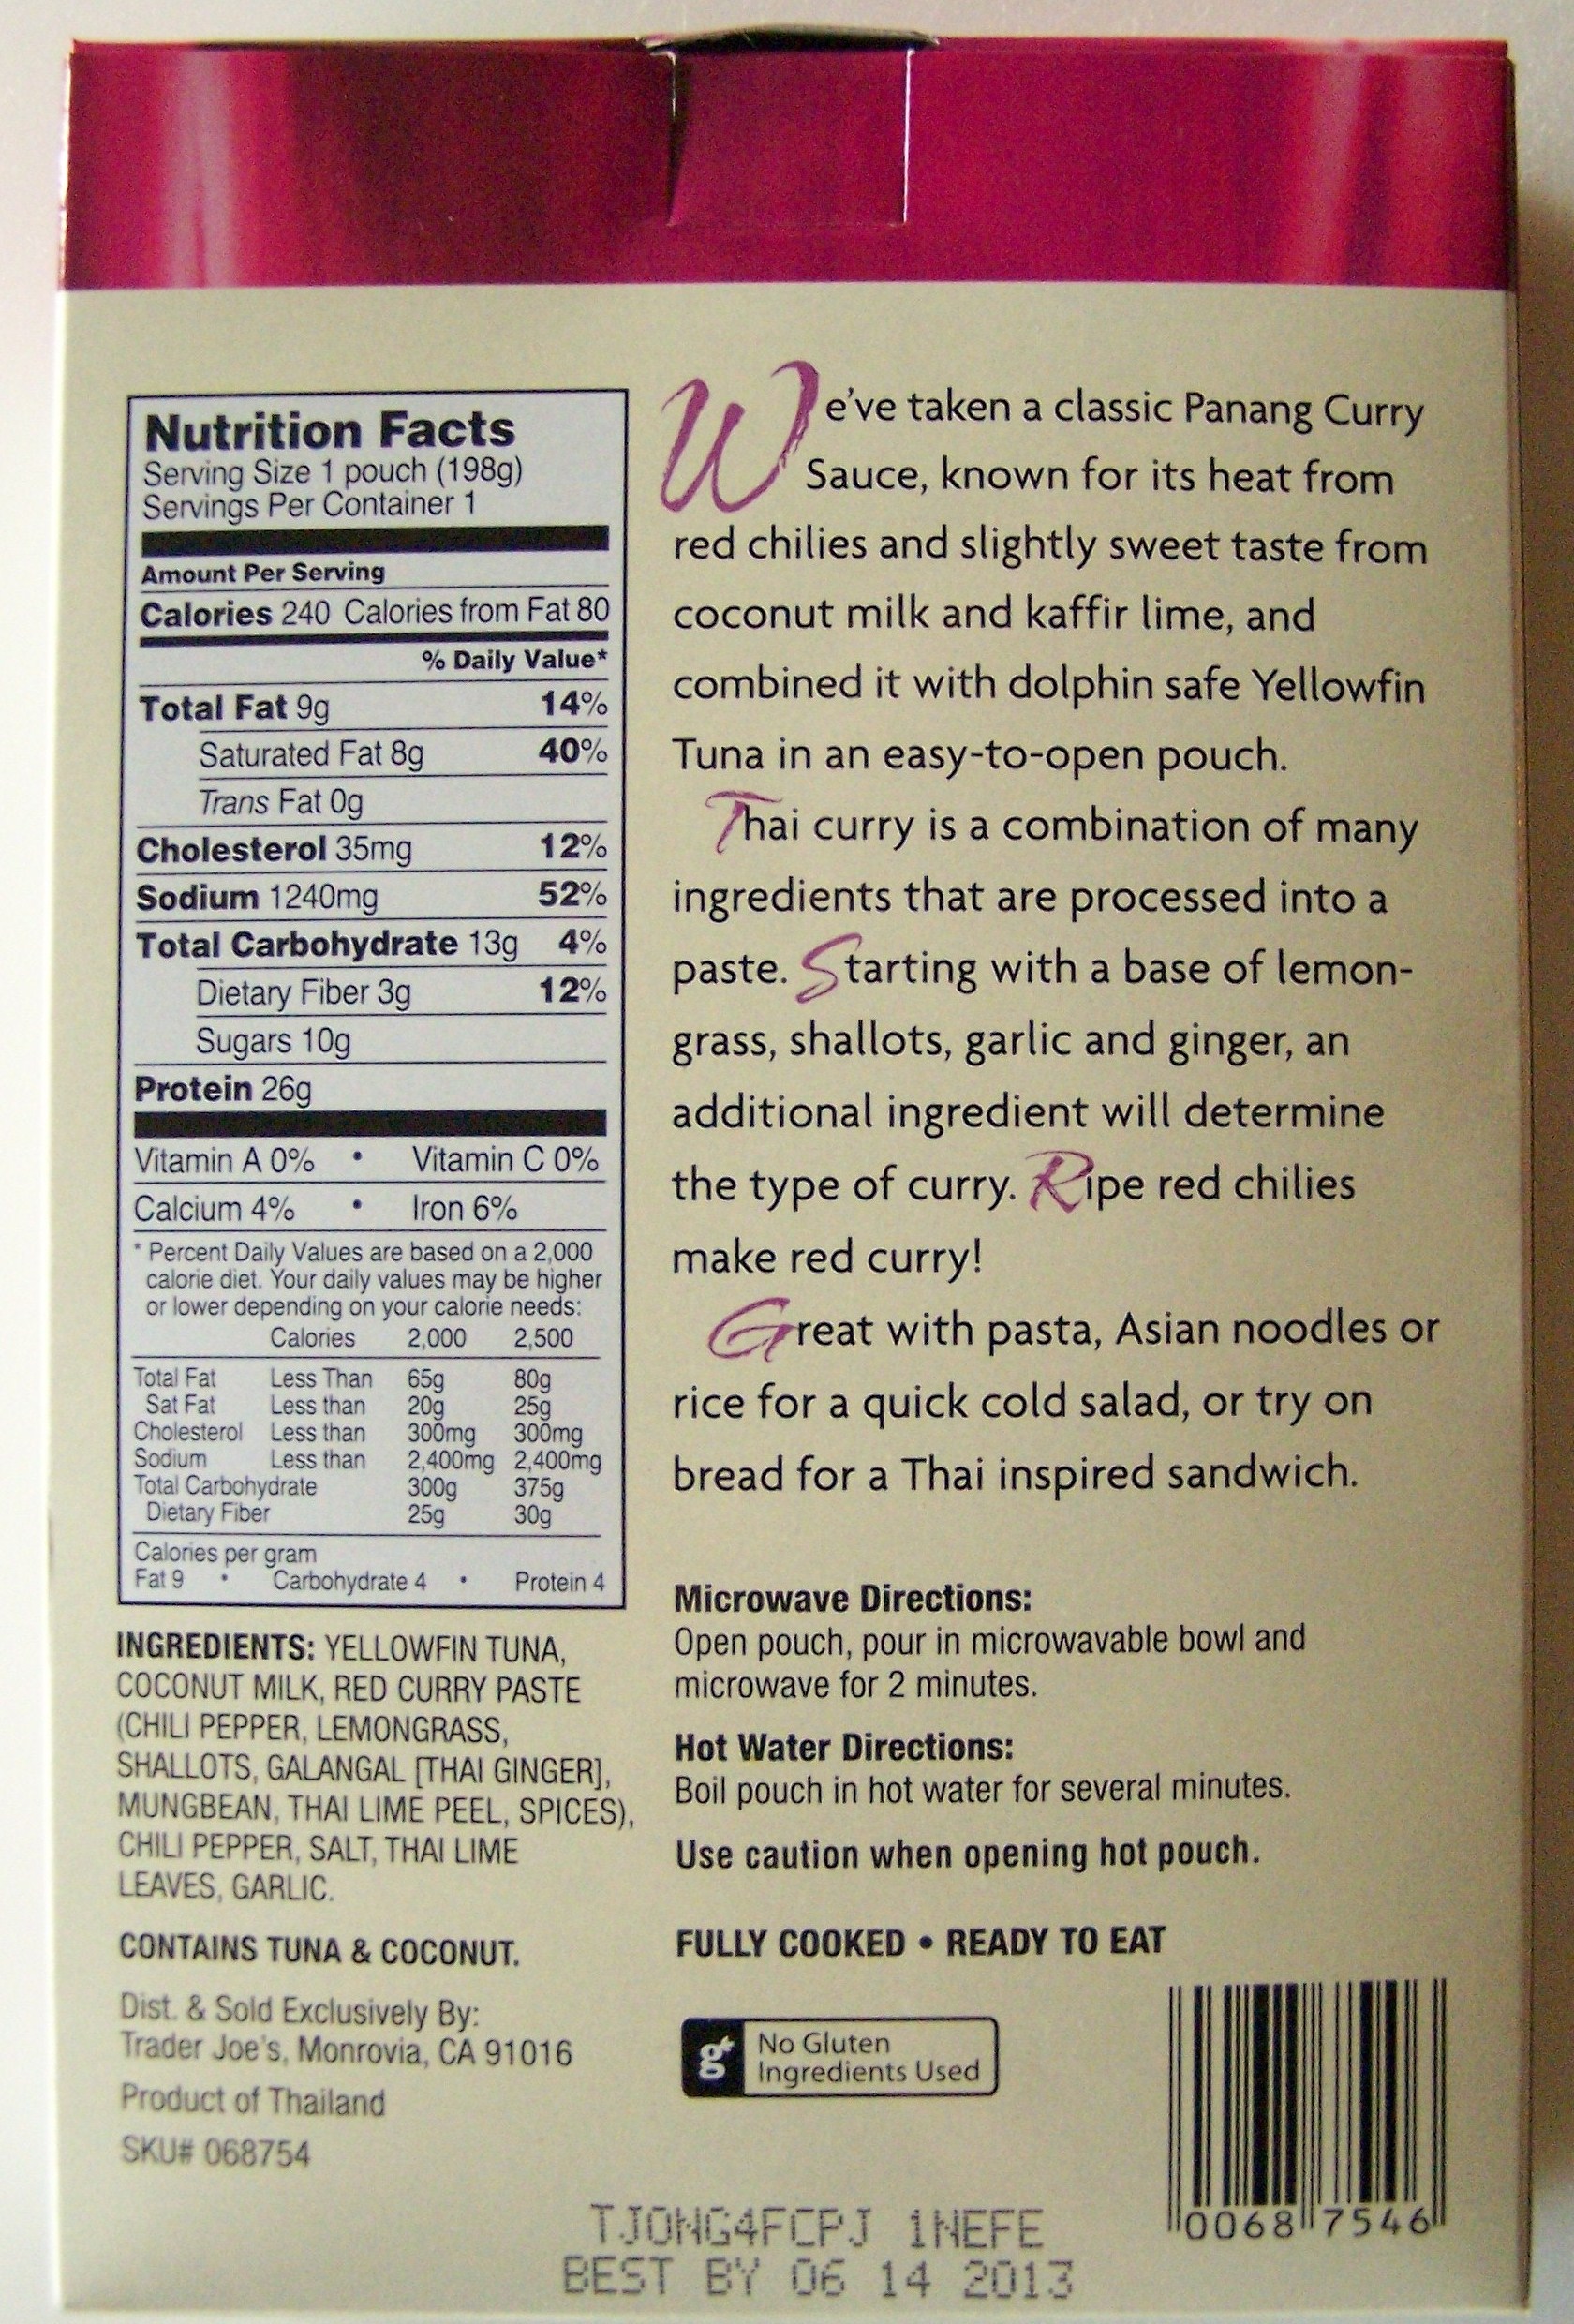 Nutrition Facts
Serving Size 1 pouch (198g)
Servings Per Container 1
Amount Per Serving
Calories 240 Calories from Fat 80
% Daily Value*
Total Fat 9g 14%
Saturated Fat 8g 40%
Trans Fat 0g
Cholesterol 35mg 12%
Sodium 1240mg 52%
Total Carbohydrate 13g 4%
Dietary Fiber 3g 12%
Sugars 10g
Protein 26g
Vitamin A 0% • Vitamin C 0%
Calcium 4% • Iron 6%
* Percent Daily Values are based on a 2,000
calorie diet. Your daily values may be higher
or lower depending on your calorie needs:
Calories 2,000 2,500
Total Fat Less Than 65g 80g
Sat Fat Less than 20g 25g
Cholesterol Less than 300mg 300mg
Sodium Less than 2,400mg 2,400mg
Total Carbohydrate 300g 375g
Dietary Fiber 25g 30g
Calories per gram
Fat 9 • Carbohydrate 4 • Protein 4
INGREDIENTS: YELLOWFIN TUNA,
COCONUT MILK, RED CURRY PASTE
(CHILI PEPPER, LEMONGRASS,
SHALLOTS, GALANGAL [THAI GINGER],
MUNGBEAN, THAI LIME PEEL, SPICES),
CHILI PEPPER, SALT, THAI LIME
LEAVES, GARLIC.
CONTAINS TUNA & COCONUT.
Dist. & Sold Exclusively By:
Trader Joe's, Monrovia, CA 91016
Product of Thailand
SKU# 068754
We've taken a classic Panang Curry
Sauce, known for its heat from
red chilies and slightly sweet taste from
coconut milk and kaffir lime, and
combined it with dolphin safe Yellowfin
Tuna in an easy-to-open pouch.
Thai curry is a combination of many
ingredients that are processed into a
paste. Starting with a base of lemon-
grass, shallots, garlic and ginger, an
additional ingredient will determine
the type of curry. Ripe red chilies
make red curry!
Great with pasta, Asian noodles or
rice for a quick cold salad, or try on
bread for a Thai inspired sandwich.
Microwave Directions:
Open pouch, pour in microwavable bowl and
microwave for 2 minutes.
Hot Water Directions:
Boil pouch in hot water for several minutes.
Use caution when opening hot pouch.
FULLY COOKED • READY TO EAT
g No Gluten
Ingredients Used
0068 7546
TJONG4FCPJ 1NEFE
BEST BY 06 14 2013